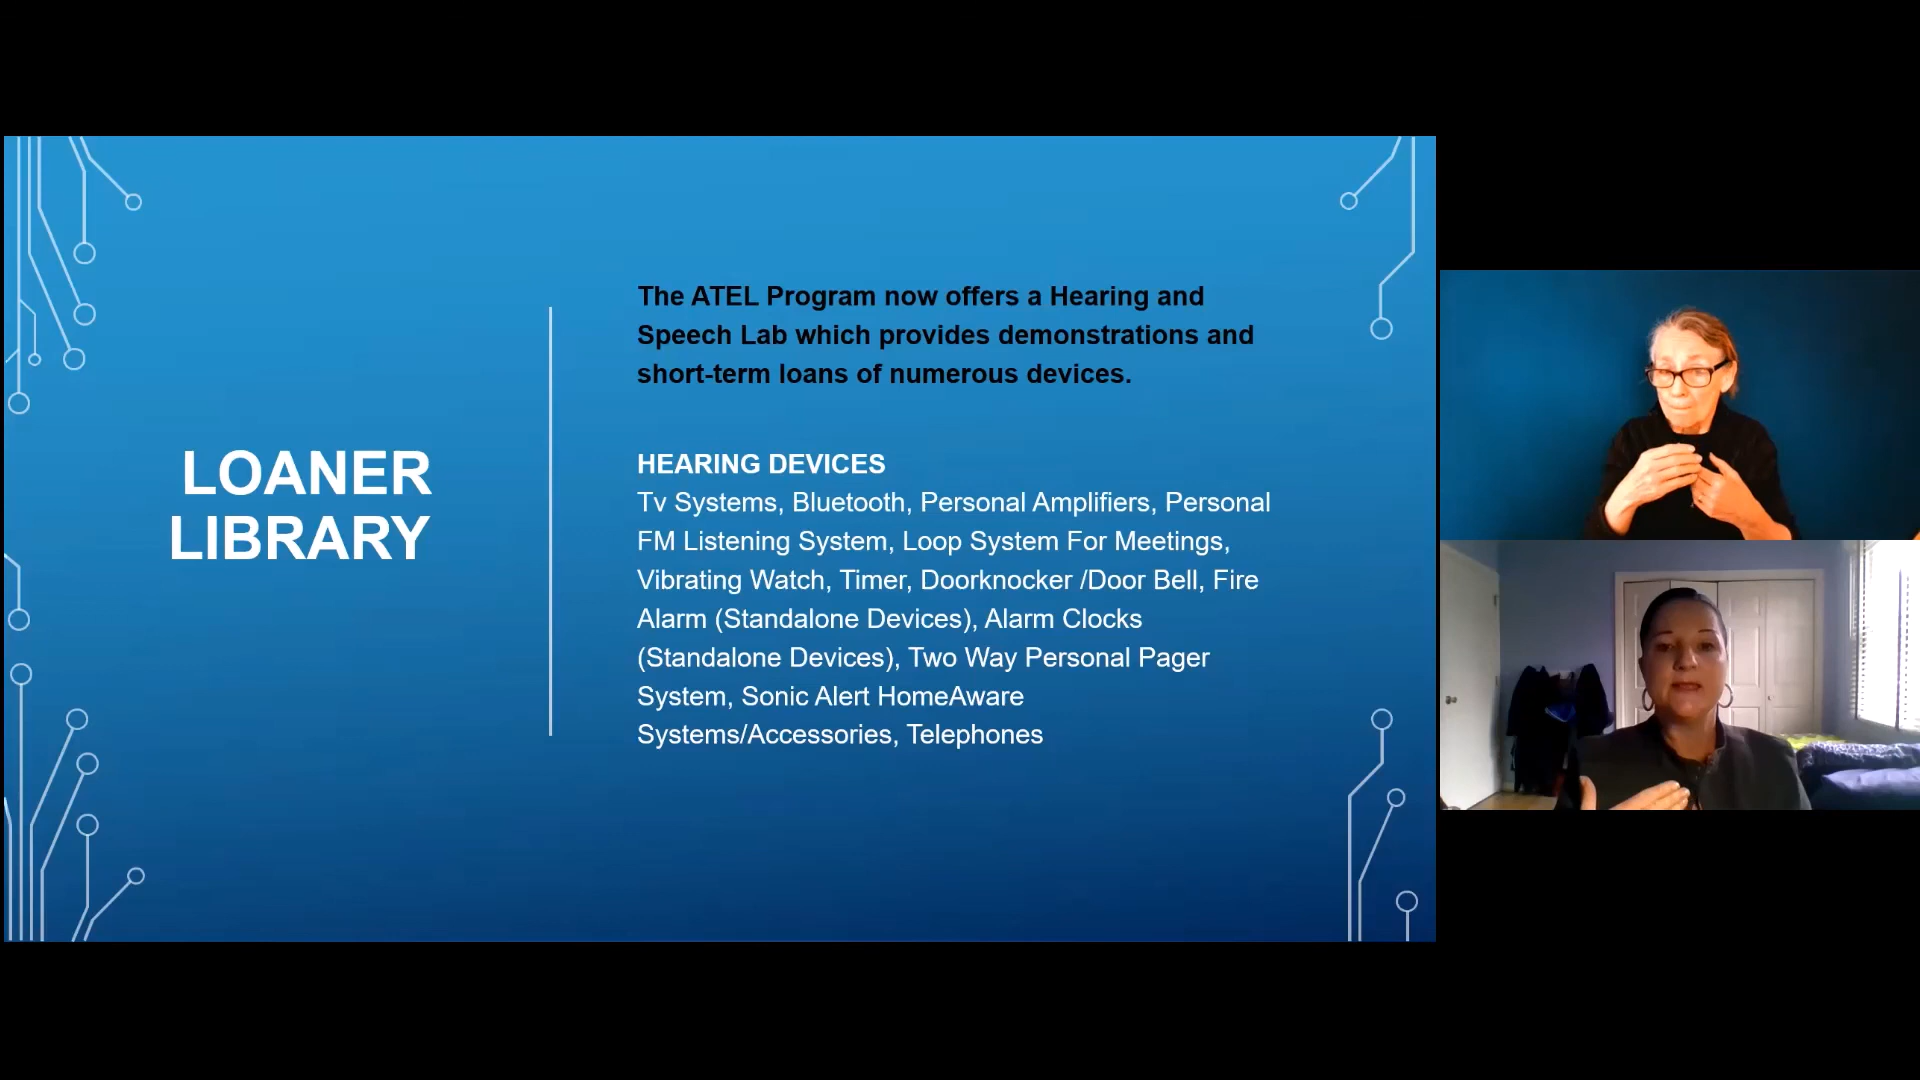 LOANER
LIBRARY
The ATEL Program now offers a Hearing and
Speech Lab which provides demonstrations and
short-term loans of numerous devices.
HEARING DEVICES
Tv Systems, Bluetooth, Personal Amplifiers, Personal
FM Listening System, Loop System For Meetings,
Vibrating Watch, Timer, Doorknocker /Door Bell, Fire
Alarm (Standalone Devices), Alarm Clocks
(Standalone Devices), Two Way Personal Pager
System, Sonic Alert HomeAware
Systems/Accessories, Telephones